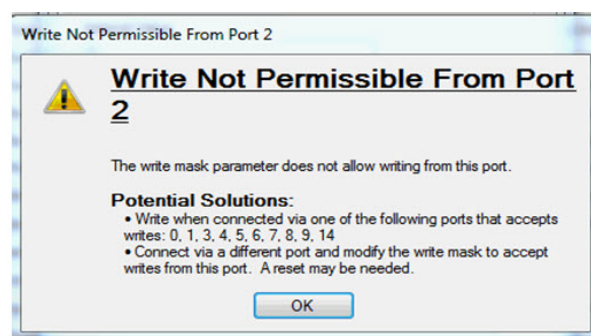 Write Not Permissible From Port 2
Write Not Permissible From Port
2
The write mask parameter does not allow writing from this port.
Potential Solutions:
• Write when connected via one of the following ports that accepts
writes: 0, 1, 3, 4, 5, 6, 7, 8, 9, 14
• Connect via a different port and modify the write mask to accept
writes from this port. A reset may be needed.
OK